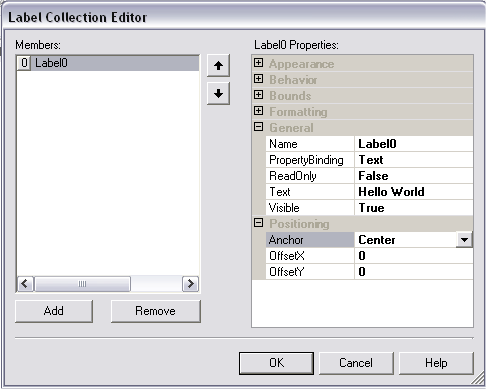 Label Collection Editor
Members:
0 Label0
Add
Remove
Label0 Properties:
Appearance
Behavior
Bounds
Formatting
General
Name Label0
PropertyBinding Text
ReadOnly False
Text Hello World
Visible True
Positioning
Anchor Center
OffsetX 0
OffsetY 0
OK
Cancel
Help